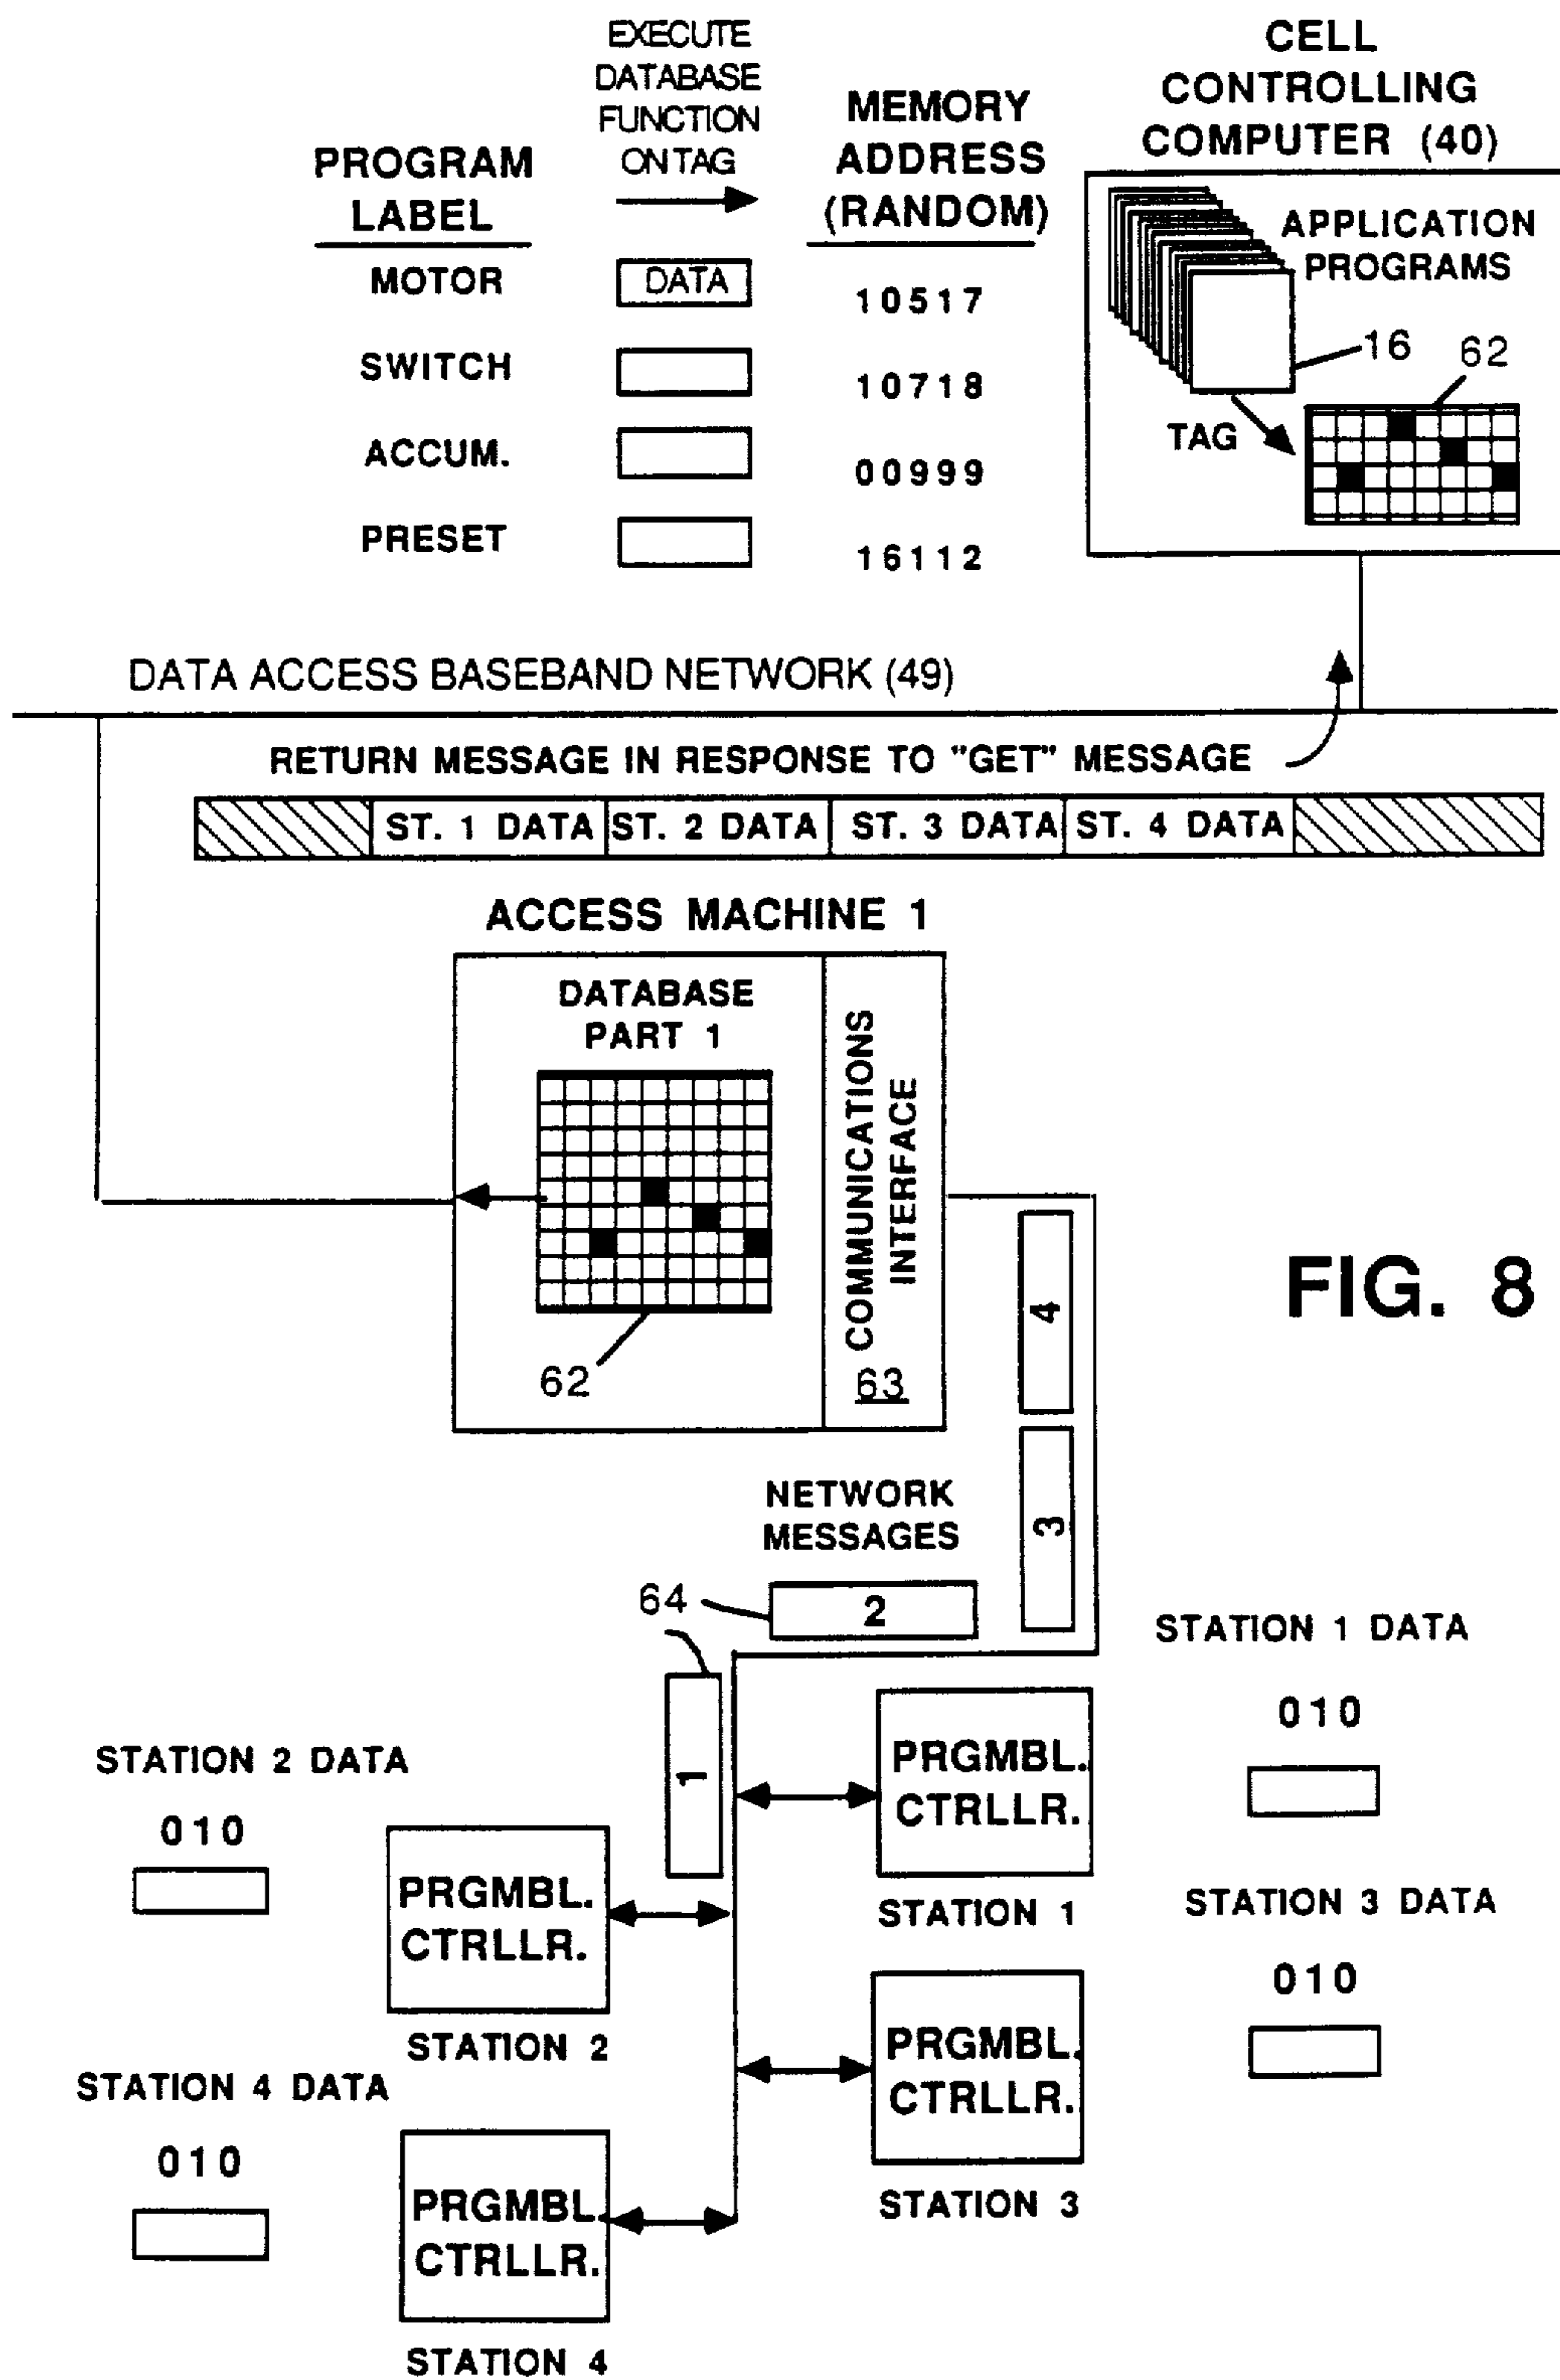 EXECUTE
DATABASE
FUNCTION
ON TAG
PROGRAM
LABEL
MEMORY
ADDRESS
(RANDOM)
MOTOR
DATA
10517
SWITCH
10718
ACCUM.
00999
PRESET
16112
CELL
CONTROLLING
COMPUTER (40)
APPLICATION
PROGRAMS
16
62
TAG
DATA ACCESS BASEBAND NETWORK (49)
RETURN MESSAGE IN RESPONSE TO "GET" MESSAGE
ST. 1 DATA
ST. 2 DATA
ST. 3 DATA
ST. 4 DATA
ACCESS MACHINE 1
DATABASE
PART 1
62
COMMUNICATIONS
INTERFACE
63
4
3
FIG. 8
NETWORK
MESSAGES
64
2
1
STATION 1 DATA
010
PRGMBL.
CTRLLR.
STATION 1
STATION 2 DATA
010
PRGMBL.
CTRLLR.
STATION 2
STATION 3 DATA
010
PRGMBL.
CTRLLR.
STATION 3
STATION 4 DATA
010
PRGMBL.
CTRLLR.
STATION 4